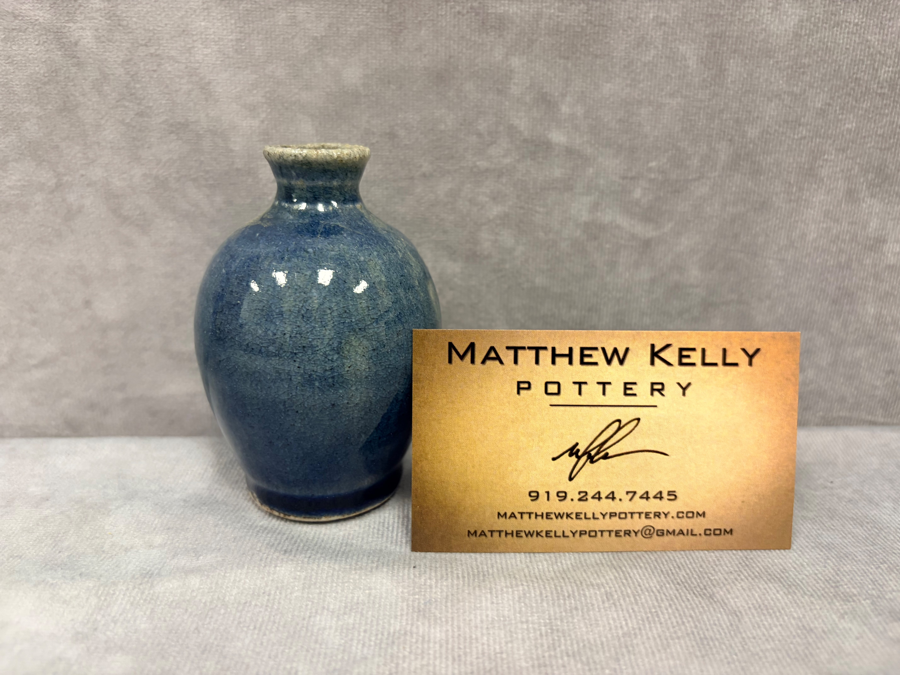 MATTHEW KELLY
POTTERY
919.244.7445
MATTHEWKELLYPOTTERY.COM
MATTHEWKELLYPOTTERY@GMAIL.COM